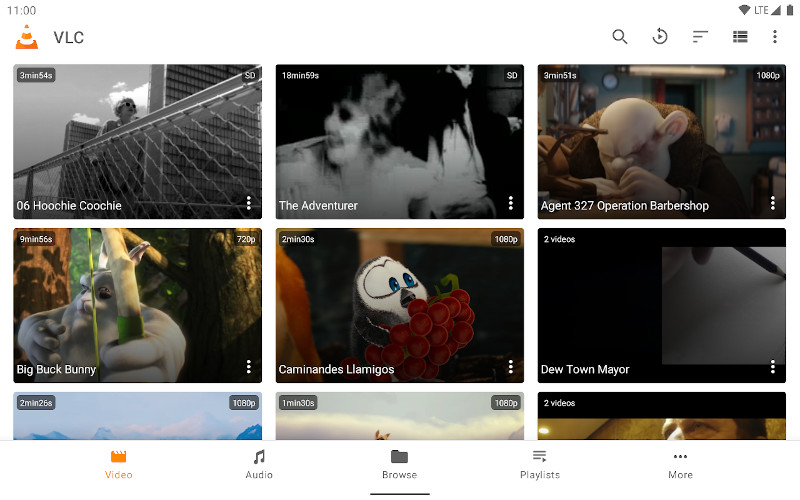 11:00
LTE
VLC
3min54s
SD
06 Hoochie Coochie
18min59s
SD
The Adventurer
3min51s
1080p
Agent 327 Operation Barbershop
9min56s
720p
Big Buck Bunny
2min30s
1080p
Caminandes Llamigos
2 videos
Dew Town Mayor
2min26s
1080p
1min30s
1080p
2 videos
Video
Audio
Browse
Playlists
More